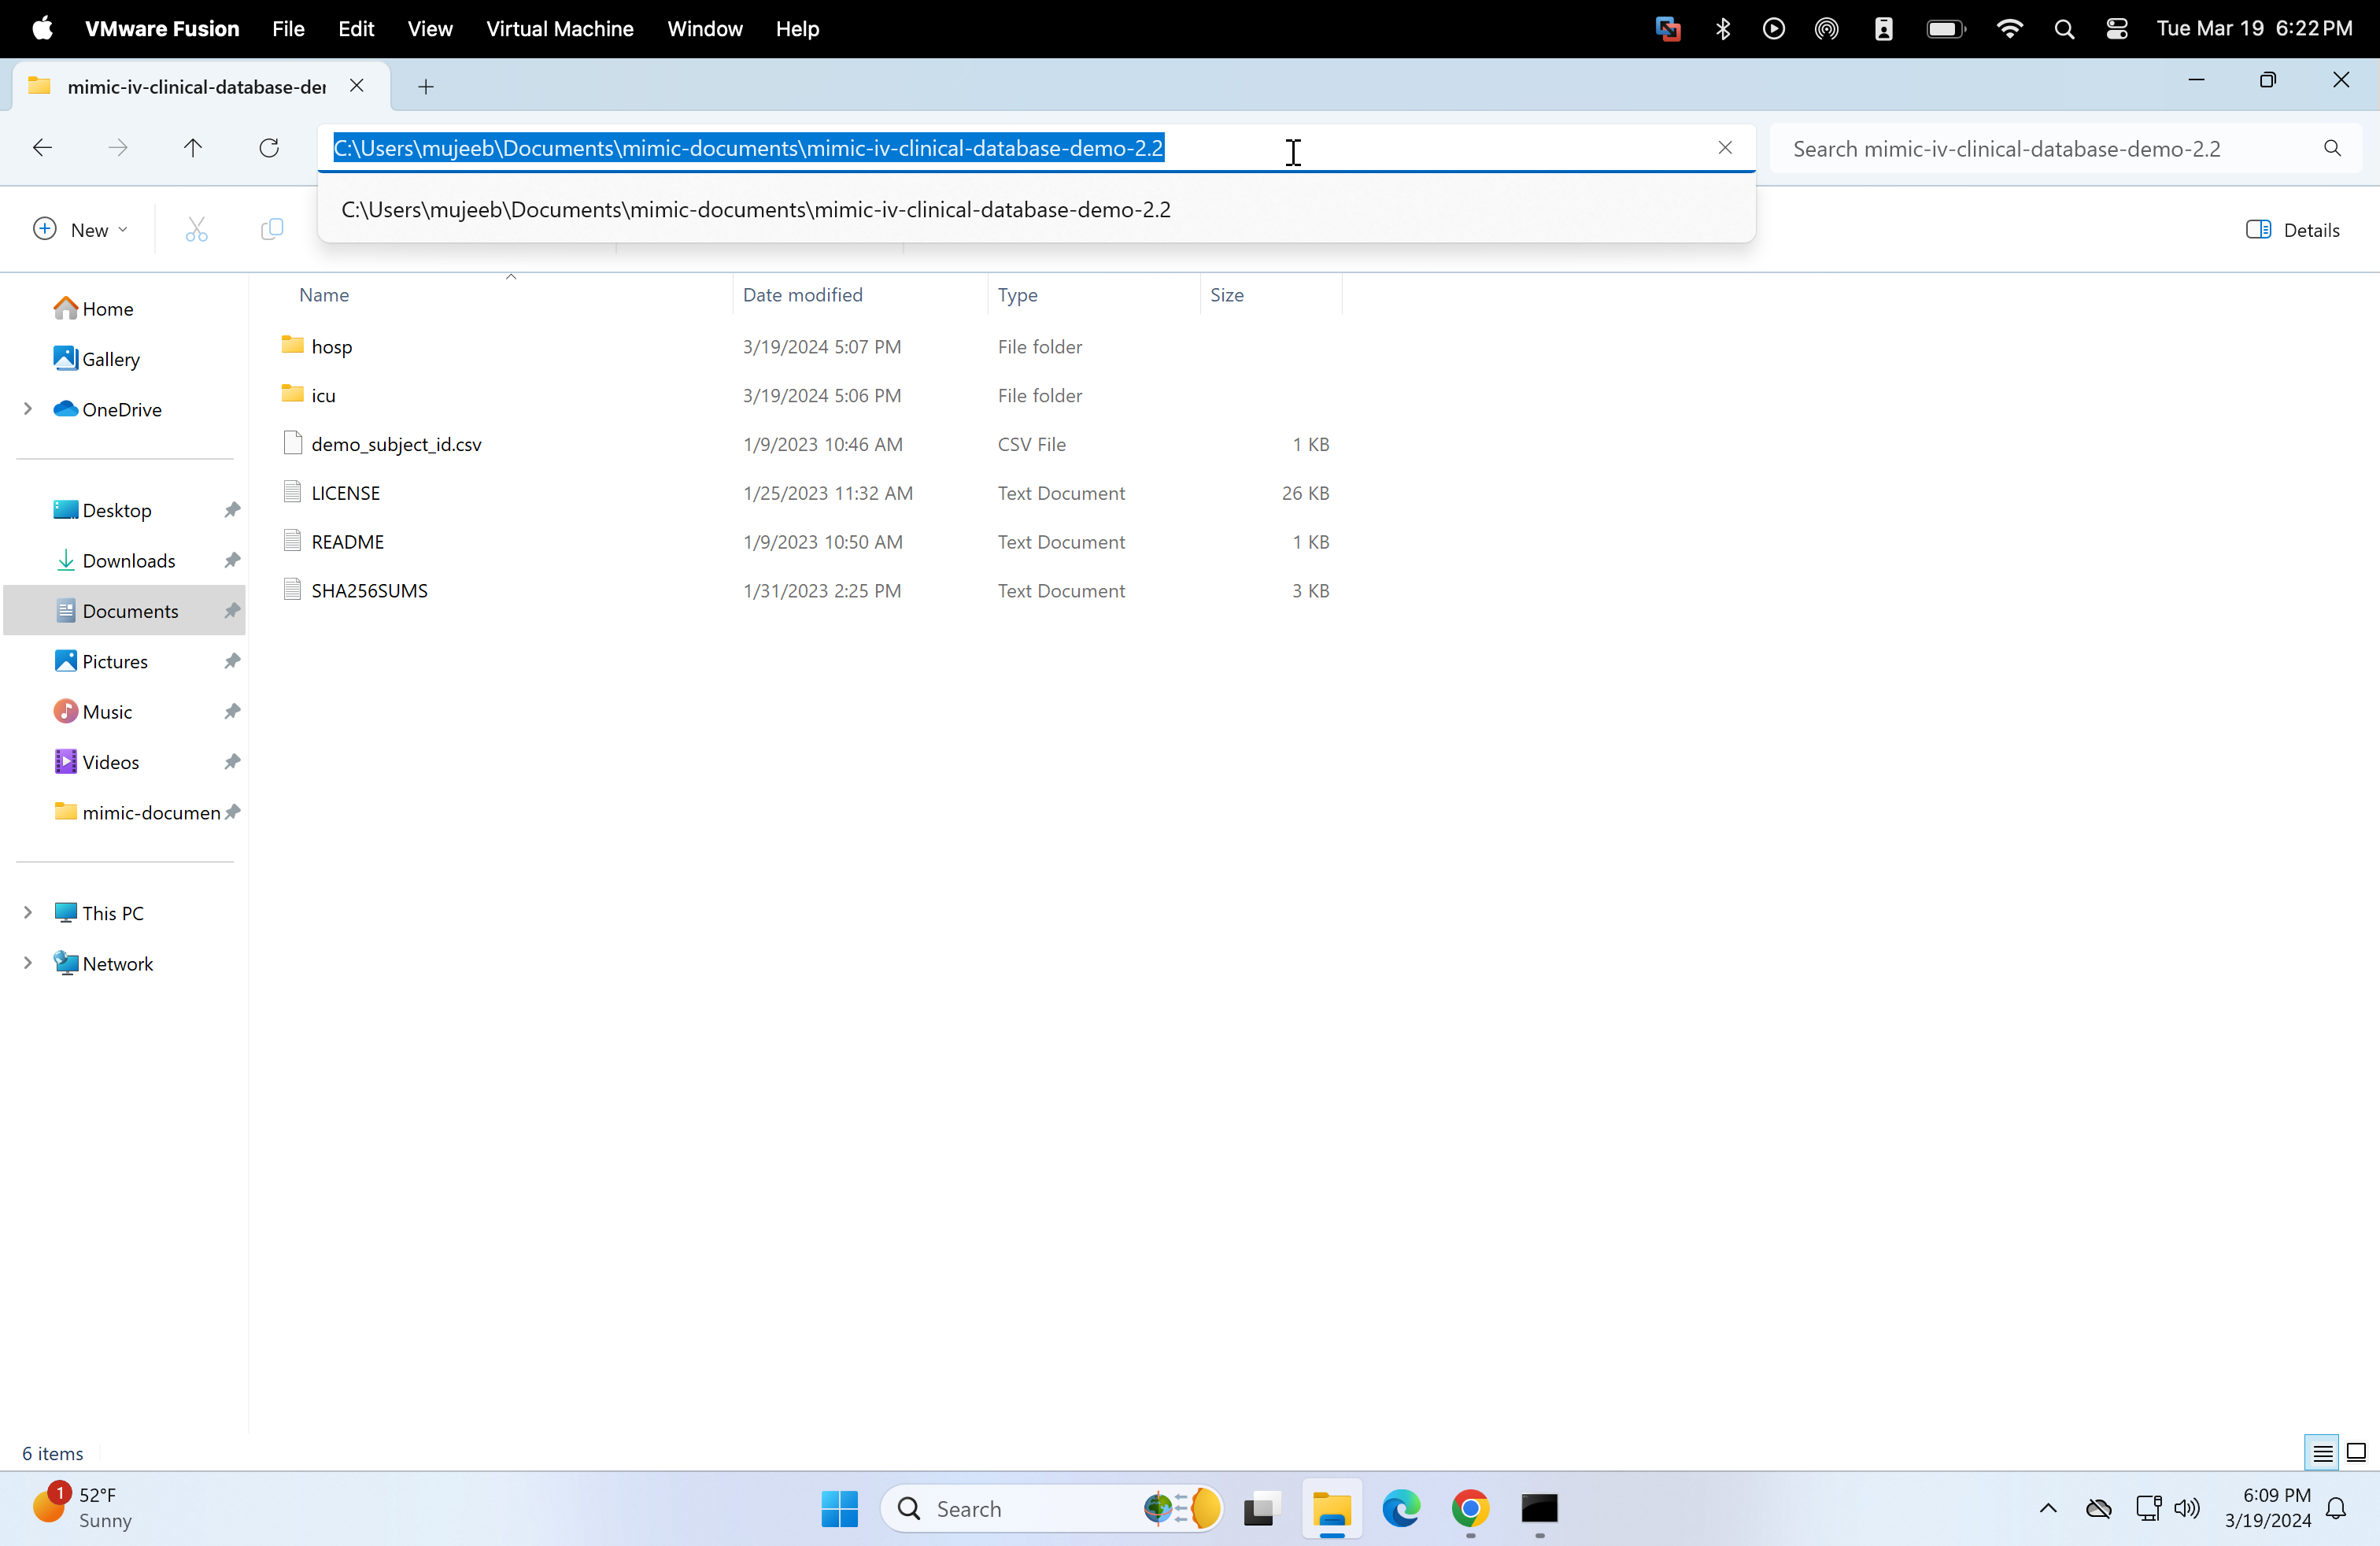 VMware Fusion File Edit View Virtual Machine Window Help Tue Mar 19 6:22 PM
mimic-iv-clinical-database-der
C:\Users\mujeeb\Documents\mimic-documents\mimic-iv-clinical-database-demo-2.2 Search mimic-iv-clinical-database-demo-2.2
C:\Users\mujeeb\Documents\mimic-documents\mimic-iv-clinical-database-demo-2.2
New Details
Name Date modified Type Size
Home
Gallery
OneDrive
Desktop
Downloads
Documents
Pictures
Music
Videos
mimic-documen
This PC
Network
hosp 3/19/2024 5:07 PM File folder
icu 3/19/2024 5:06 PM File folder
demo_subject_id.csv 1/9/2023 10:46 AM CSV File 1 KB
LICENSE 1/25/2023 11:32 AM Text Document 26 KB
README 1/9/2023 10:50 AM Text Document 1 KB
SHA256SUMS 1/31/2023 2:25 PM Text Document 3 KB
6 items
1 52°F
Sunny
Search
6:09 PM
3/19/2024